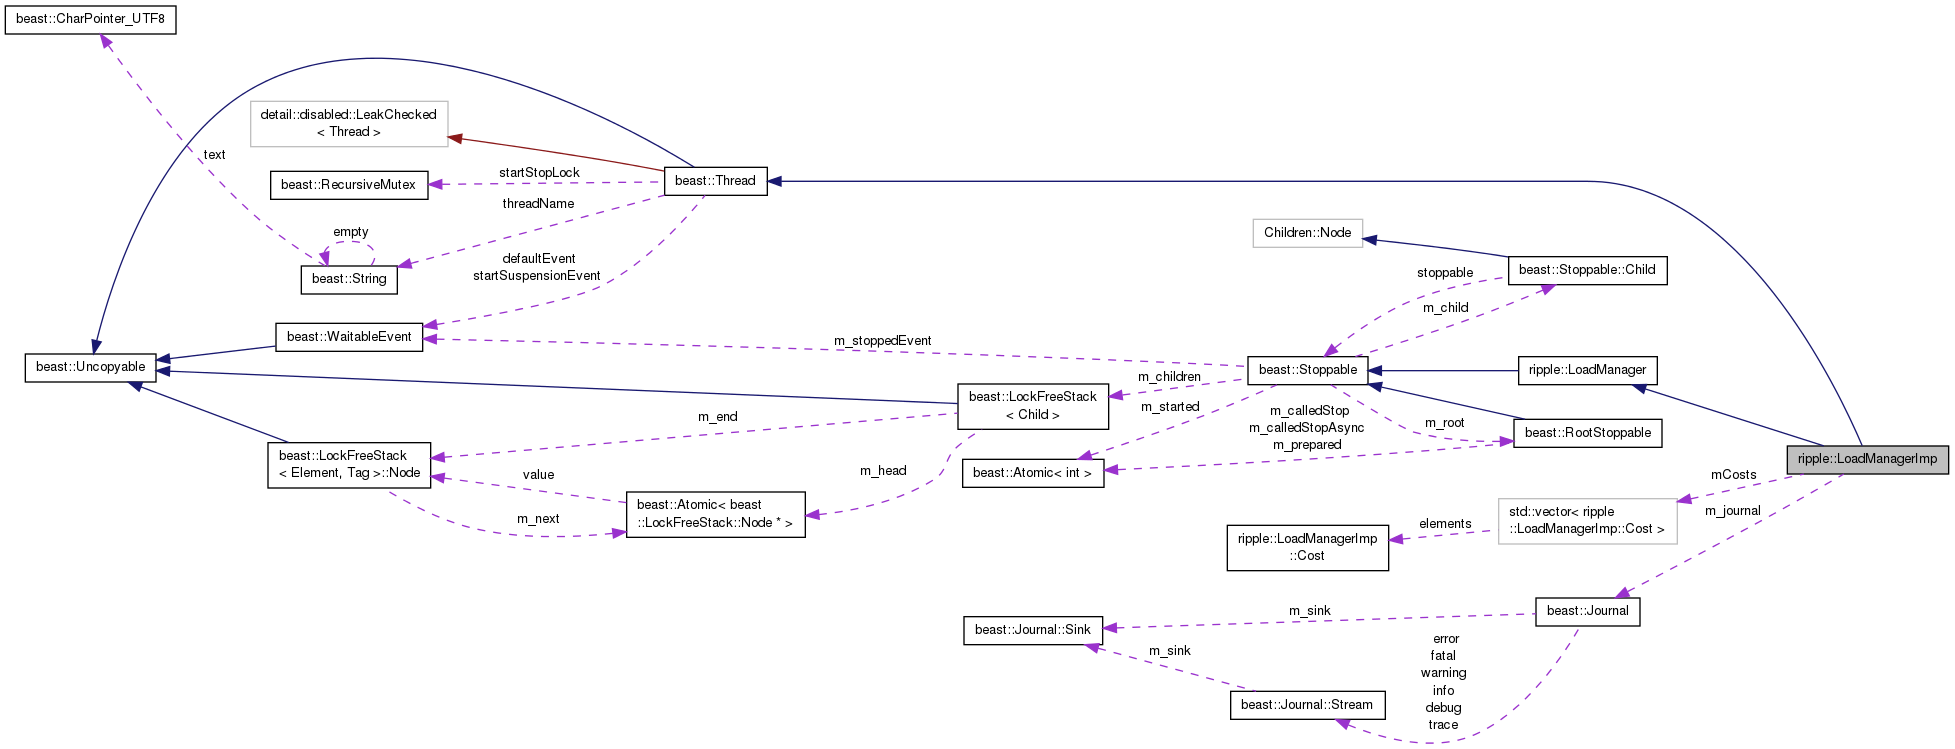 beast::CharPointer_UTF8
detail::disabled::LeakChecked
< Thread >
text
startStopLock
beast::Thread
beast::RecursiveMutex
threadName
empty
Children::Node
defaultEvent
startSuspensionEvent
beast::String
stoppable
beast::Stoppable::Child
m_child
beast::WaitableEvent
m_stoppedEvent
beast::Uncopyable
beast::Stoppable
ripple::LoadManager
m_children
beast::LockFreeStack
< Child >
m_started
m_calledStop
m_calledStopAsync
m_prepared
m_root
beast::RootStoppable
m_end
beast::LockFreeStack
< Element, Tag >::Node
m_head
beast::Atomic< int >
ripple::LoadManagerImp
value
mCosts
beast::Atomic< beast
::LockFreeStack::Node * >
m_next
std::vector< ripple
::LoadManagerImp::Cost >
m_journal
elements
ripple::LoadManagerImp
::Cost
m_sink
beast::Journal
beast::Journal::Sink
m_sink
error
fatal
warning
info
debug
trace
beast::Journal::Stream